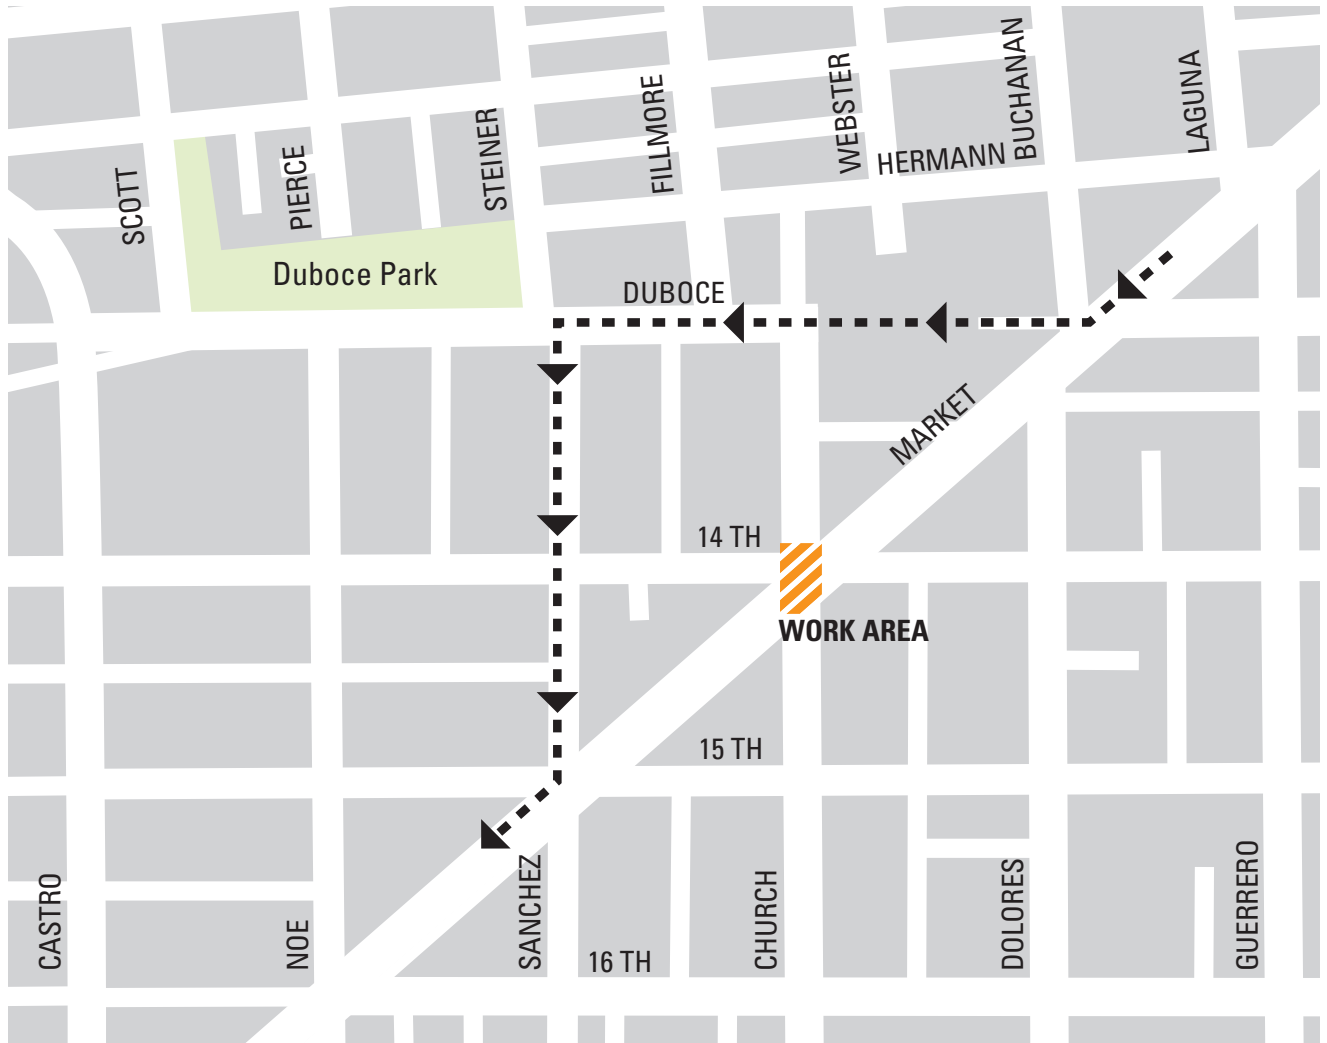 BUCHANAN
LAGUNA
WEBSTER
FILLMORE
STEINER
PIERCE
SCOTT
HERMANN
Duboce Park
DUBOCE
MARKET
14 TH
WORK AREA
15 TH
CASTRO
NOE
SANCHEZ
16 TH
CHURCH
DOLORES
GUERRERO